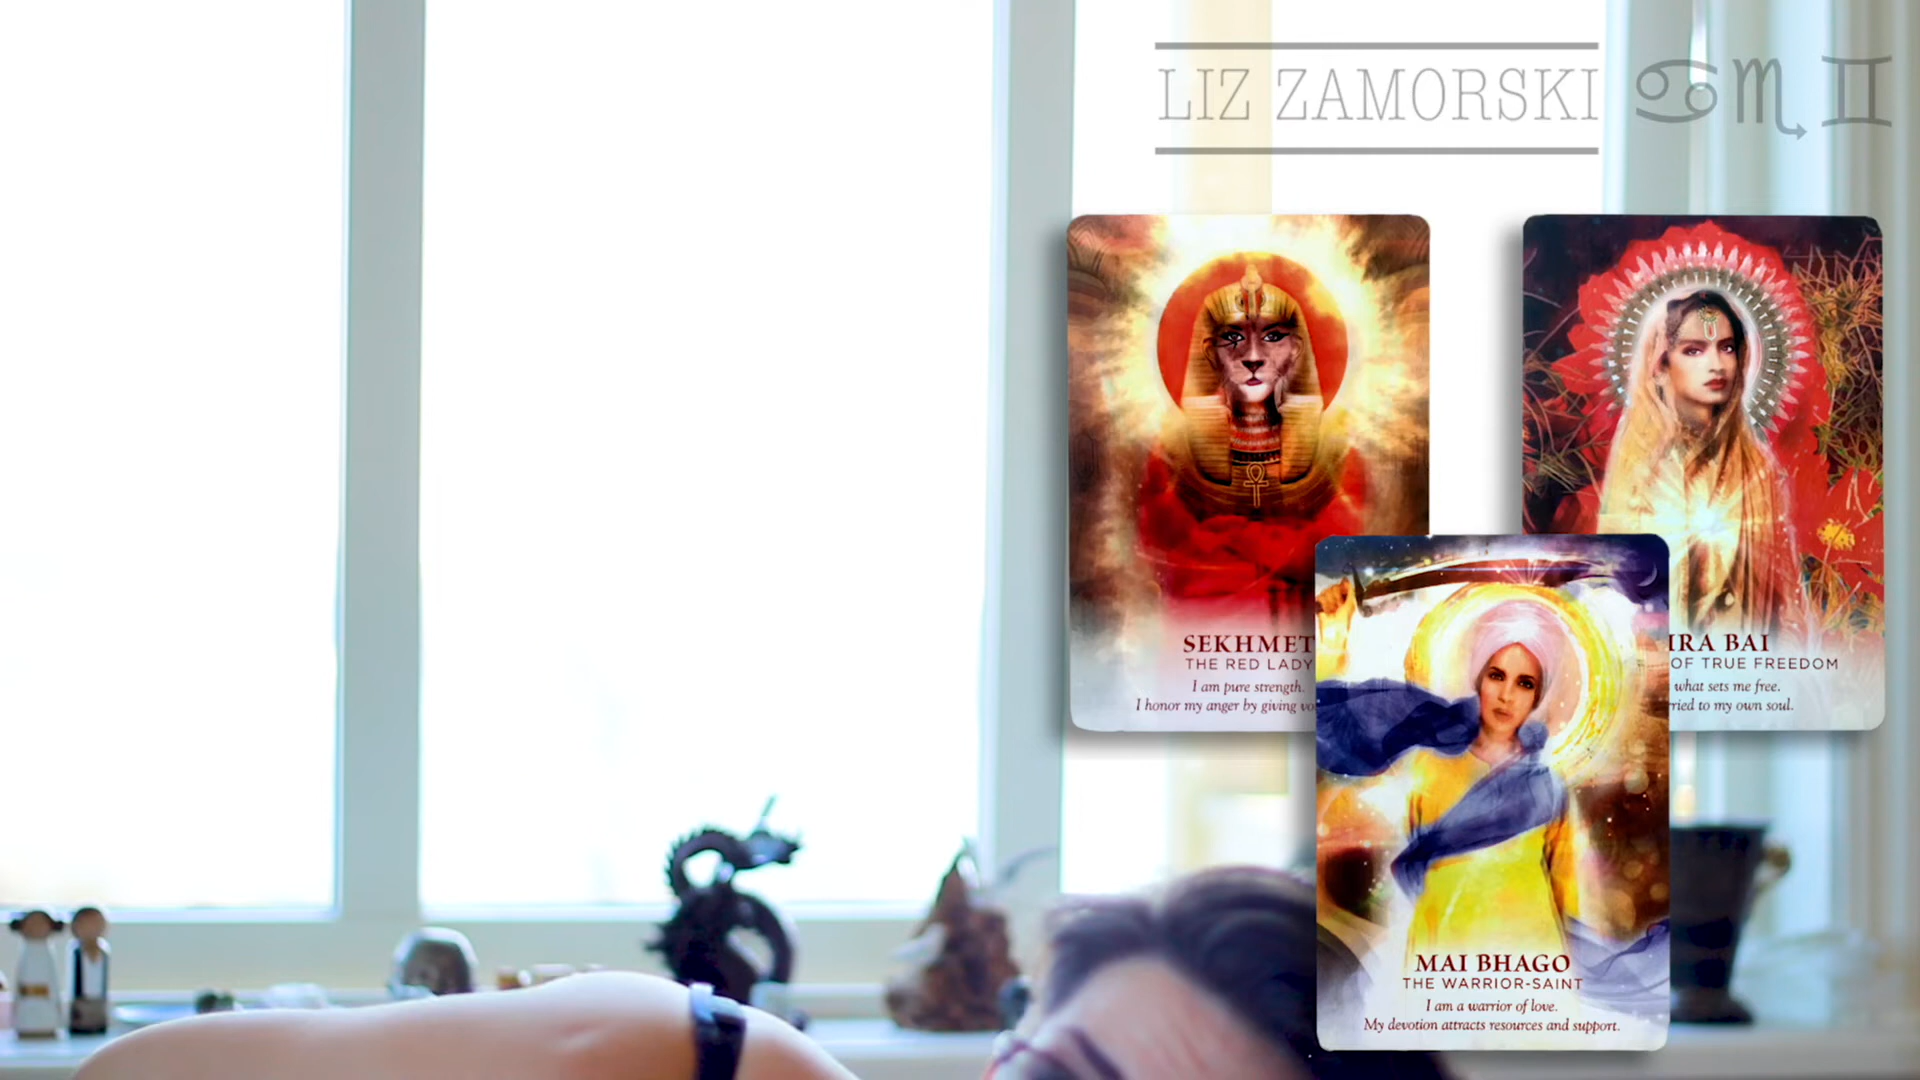 LIZ ZAMORSKI
SEKHMET
THE RED LADY
I am pure strength.
I honor my anger by giving
IRA BAI
OF TRUE FREEDOM
what sets me free.
to my own soul.
MAI BHAGO
THE WARRIOR-SAINT
I am a warrior of love.
My devotion attracts resources and support.